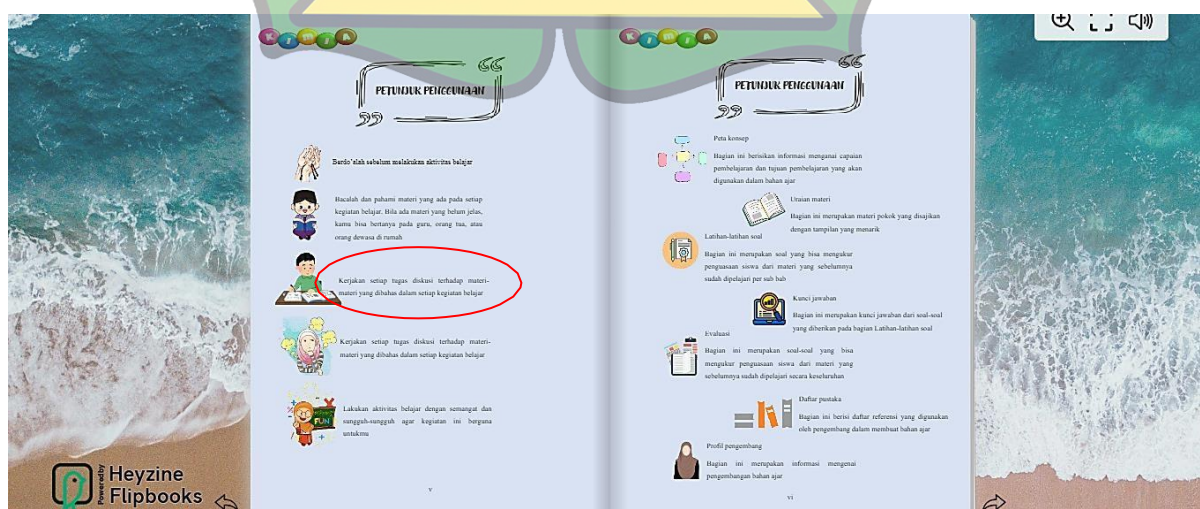 KIMIA
PETUNJUK PENGGUNAAN
Berdo'alah sebelum melakukan aktivitas belajar
Bacalah dan pahami materi yang ada pada setiap
kegiatan belajar. Bila ada materi yang belum jelas,
kamu bisa bertanya pada guru, orang tua, atau
orang dewasa di rumah
Kerjakan setiap tugas diskusi terhadap materi-
materi yang dibahas dalam setiap kegiatan belajar
Kerjakan setiap tugas diskusi terhadap materi-
materi yang dibahas dalam setiap kegiatan belajar
FUN
Lakukan aktivitas belajar dengan semangat dan
sungguh-sungguh agar kegiatan ini berguna
untukmu
v
KIMIA
PETUNJUK PENGGUNAAN
Peta konsep
Bagian ini berisikan informasi menganai capaian
pembelajaran dan tujuan pembelajaran yang akan
digunakan dalam bahan ajar
Uraian materi
Bagian ini merupakan materi pokok yang disajikan
dengan tampilan yang menarik
Latihan-latihan soal
Bagian ini merupakan soal yang bisa mengukur
penguasaan siswa dari materi yang sebelumnya
sudah dipelajari per sub bab
Kunci jawaban
Bagian ini merupakan kunci jawaban dari soal-soal
yang diberikan pada bagian Latihan-latihan soal
Evaluasi
Bagian ini merupakan soal-soal yang bisa
mengukur penguasaan siswa dari materi yang
sebelumnya sudah dipelajari secara keseluruhan
Daftar pustaka
Bagian ini berisi daftar referensi yang digunakan
oleh pengembang dalam membuat bahan ajar
Profil pengembang
Bagian ini merupakan informasi mengenai
pengembangan bahan ajar
vi
Powered by
Heyzine
Flipbooks